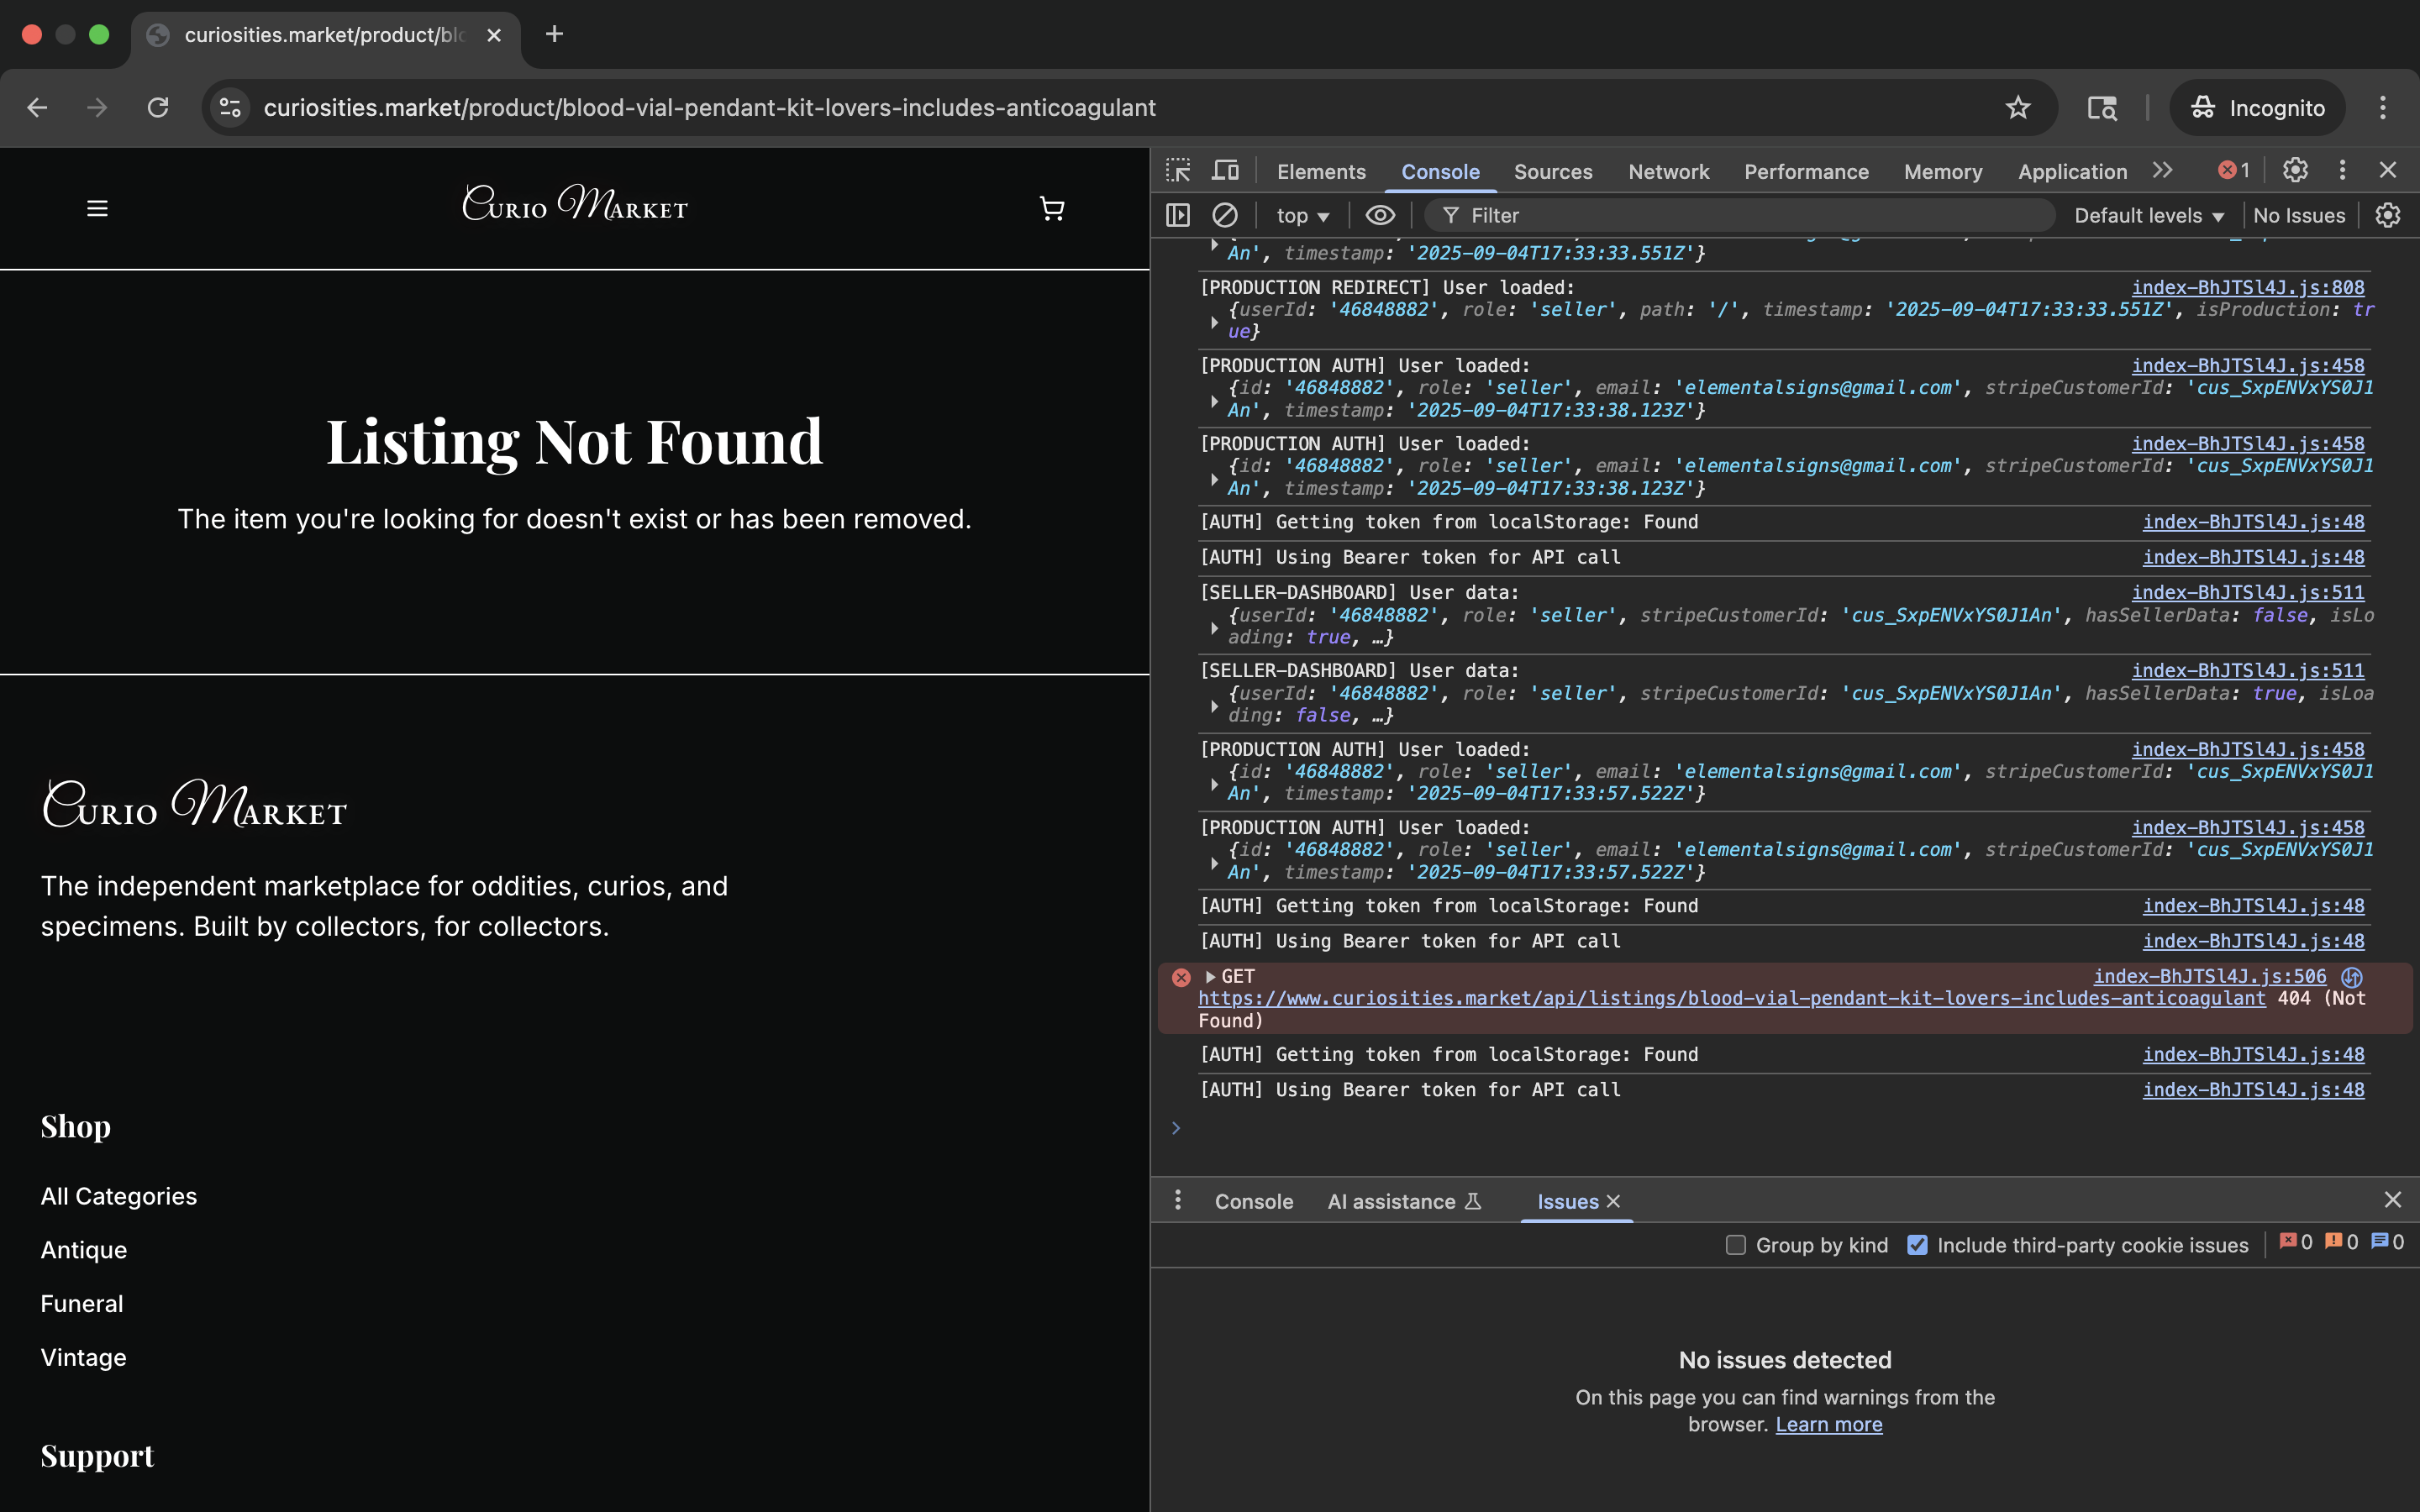 curiosities.market/product/blo
curiosities.market/product/blood-vial-pendant-kit-lovers-includes-anticoagulant
Incognito
Curio Market
Listing Not Found
The item you're looking for doesn't exist or has been removed.
Curio Market
The independent marketplace for oddities, curios, and
specimens. Built by collectors, for collectors.
Shop
All Categories
Antique
Funeral
Vintage
Support
Elements Console Sources Network Performance Memory Application 1
top Filter Default levels No Issues
An', timestamp: '2025-09-04T17:33:33.551Z'}
[PRODUCTION REDIRECT] User loaded: index-BhJTSl4J.js:808
{userId: '46848882', role: 'seller', path: '/', timestamp: '2025-09-04T17:33:33.551Z', isProduction: tr
ue}
[PRODUCTION AUTH] User loaded: index-BhJTSl4J.js:458
{id: '46848882', role: 'seller', email: 'elementalsigns@gmail.com', stripeCustomerId: 'cus_SxpENVxYS0J1
An', timestamp: '2025-09-04T17:33:38.123Z'}
[PRODUCTION AUTH] User loaded: index-BhJTSl4J.js:458
{id: '46848882', role: 'seller', email: 'elementalsigns@gmail.com', stripeCustomerId: 'cus_SxpENVxYS0J1
An', timestamp: '2025-09-04T17:33:38.123Z'}
[AUTH] Getting token from localStorage: Found index-BhJTSl4J.js:48
[AUTH] Using Bearer token for API call index-BhJTSl4J.js:48
[SELLER-DASHBOARD] User data: index-BhJTSl4J.js:511
{userId: '46848882', role: 'seller', stripeCustomerId: 'cus_SxpENVxYS0J1An', hasSellerData: false, isLo
ading: true, …}
[SELLER-DASHBOARD] User data: index-BhJTSl4J.js:511
{userId: '46848882', role: 'seller', stripeCustomerId: 'cus_SxpENVxYS0J1An', hasSellerData: true, isLoa
ding: false, …}
[PRODUCTION AUTH] User loaded: index-BhJTSl4J.js:458
{id: '46848882', role: 'seller', email: 'elementalsigns@gmail.com', stripeCustomerId: 'cus_SxpENVxYS0J1
An', timestamp: '2025-09-04T17:33:57.522Z'}
[PRODUCTION AUTH] User loaded: index-BhJTSl4J.js:458
{id: '46848882', role: 'seller', email: 'elementalsigns@gmail.com', stripeCustomerId: 'cus_SxpENVxYS0J1
An', timestamp: '2025-09-04T17:33:57.522Z'}
[AUTH] Getting token from localStorage: Found index-BhJTSl4J.js:48
[AUTH] Using Bearer token for API call index-BhJTSl4J.js:48
GET index-BhJTSl4J.js:506
https://www.curiosities.market/api/listings/blood-vial-pendant-kit-lovers-includes-anticoagulant 404 (Not
Found)
[AUTH] Getting token from localStorage: Found index-BhJTSl4J.js:48
[AUTH] Using Bearer token for API call index-BhJTSl4J.js:48
Console AI assistance Issues
Group by kind Include third-party cookie issues 0 0 0
No issues detected
On this page you can find warnings from the
browser. Learn more